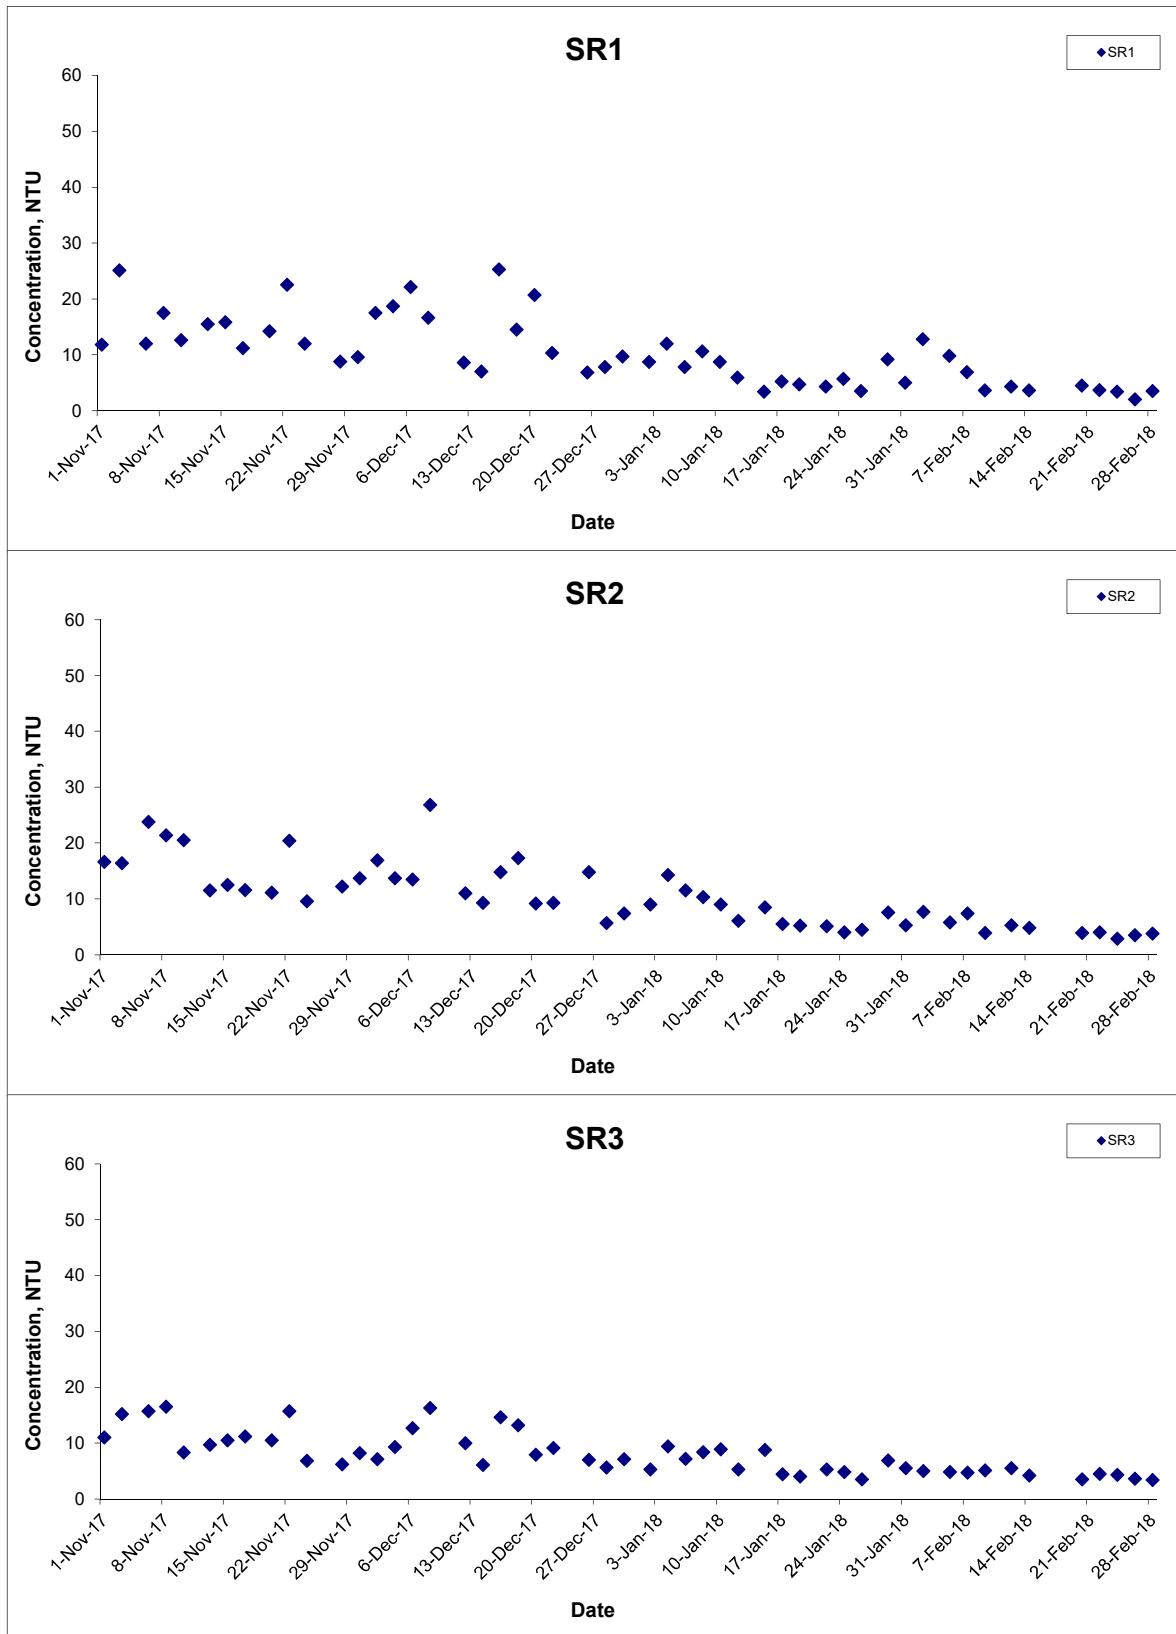 SR1
SR1
Concentration, NTU
60
50
40
30
20
10
0
1-Nov-17
8-Nov-17
15-Nov-17
22-Nov-17
29-Nov-17
6-Dec-17
13-Dec-17
20-Dec-17
27-Dec-17
3-Jan-18
10-Jan-18
17-Jan-18
24-Jan-18
31-Jan-18
7-Feb-18
14-Feb-18
21-Feb-18
28-Feb-18
Date
SR2
SR2
Concentration, NTU
60
50
40
30
20
10
0
1-Nov-17
8-Nov-17
15-Nov-17
22-Nov-17
29-Nov-17
6-Dec-17
13-Dec-17
20-Dec-17
27-Dec-17
3-Jan-18
10-Jan-18
17-Jan-18
24-Jan-18
31-Jan-18
7-Feb-18
14-Feb-18
21-Feb-18
28-Feb-18
Date
SR3
SR3
Concentration, NTU
60
50
40
30
20
10
0
1-Nov-17
8-Nov-17
15-Nov-17
22-Nov-17
29-Nov-17
6-Dec-17
13-Dec-17
20-Dec-17
27-Dec-17
3-Jan-18
10-Jan-18
17-Jan-18
24-Jan-18
31-Jan-18
7-Feb-18
14-Feb-18
21-Feb-18
28-Feb-18
Date